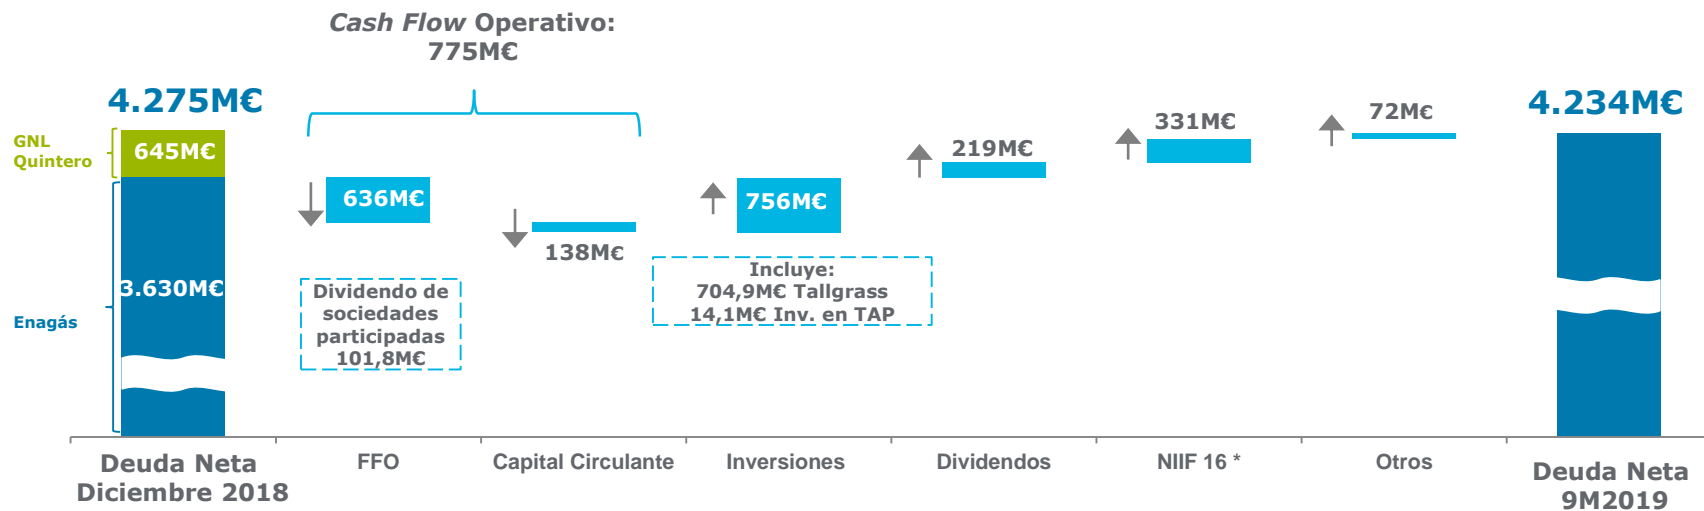 Cash Flow Operativo:
775M€
4.275M€
GNL
Quintero
645M€
Enagás
3.630M€
636M€
Dividendo de
sociedades
participadas
101,8M€
138M€
756M€
Incluye:
704,9M€ Tallgrass
14,1M€ Inv. en TAP
219M€
331M€
72M€
4.234M€
Deuda Neta
Diciembre 2018
FFO
Capital Circulante
Inversiones
Dividendos
NIIF 16 *
Otros
Deuda Neta
9M2019